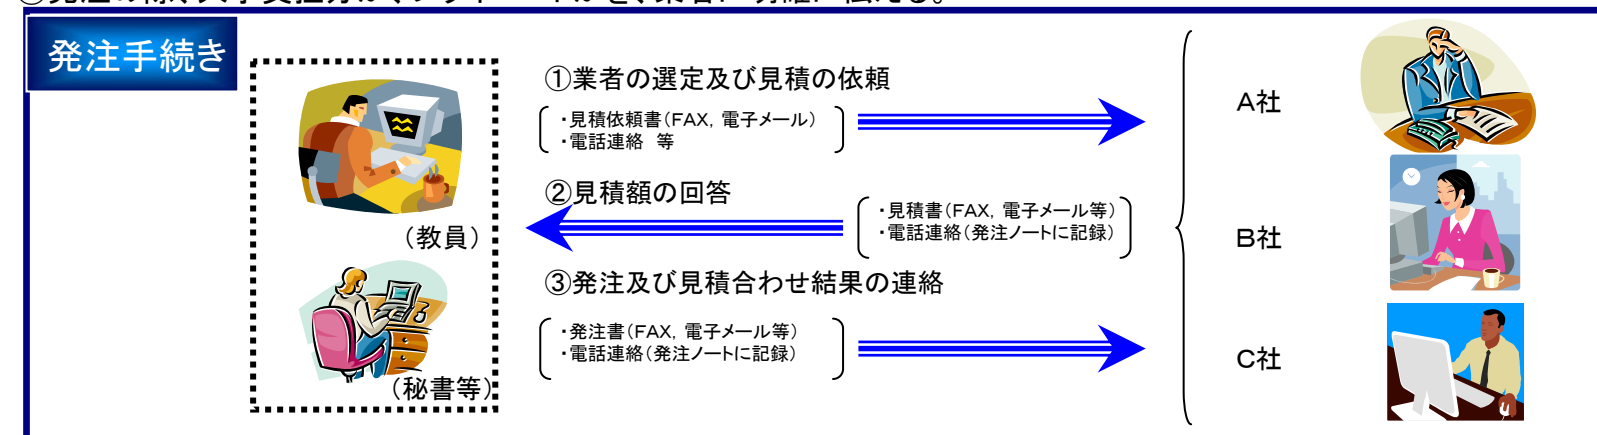 発注手続き
①業者の選定及び見積の依頼
・見積依頼書(FAX, 電子メール)
・電話連絡 等
②見積額の回答
・見積書(FAX, 電子メール等)
・電話連絡(発注ノートに記録)
③発注及び見積合わせ結果の連絡
・発注書(FAX, 電子メール等)
・電話連絡(発注ノートに記録)
(教員)
(秘書等)
A社
B社
C社